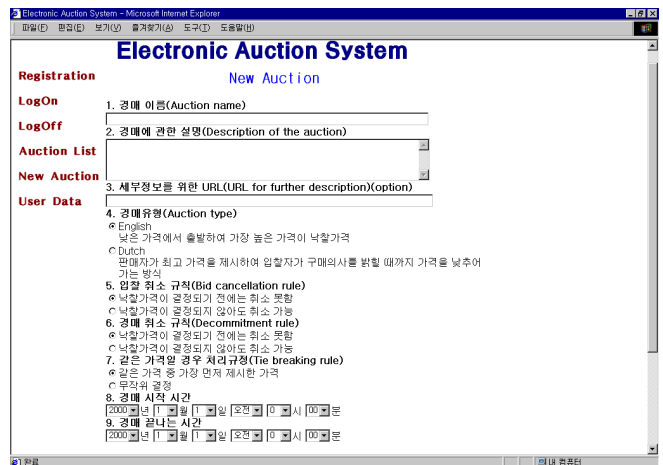 Electronic Auction System - Microsoft Internet Explorer
파일(F) 편집(E) 보기(V) 즐겨찾기(A) 도구(T) 도움말(H)
Electronic Auction System
New Auction
Registration
LogOn
LogOff
Auction List
New Auction
User Data
1. 경매 이름(Auction name)
2. 경매에 관한 설명(Description of the auction)
3. 세부정보를 위한 URL(URL for further description)(option)
4. 경매유형(Auction type)
English
낮은 가격에서 출발하여 가장 높은 가격이 낙찰가격
Dutch
판매자가 최고 가격을 제시하여 입찰자가 구매의사를 밝힐 때까지 가격을 낮추어
가는 방식
5. 입찰 취소 규칙(Bid cancellation rule)
낙찰가격이 결정되기 전에는 취소 못함
낙찰가격이 결정되지 않아도 취소 가능
6. 경매 취소 규칙(Decommitment rule)
낙찰가격이 결정되기 전에는 취소 못함
낙찰가격이 결정되지 않아도 취소 가능
7. 같은 가격일 경우 처리규정(Tie breaking rule)
같은 가격 중 가장 먼저 제시한 가격
무작위 결정
8. 경매 시작 시간
2000 년 1 월 1 일 오전 0 시 00 분
9. 경매 끝나는 시간
2000 년 1 월 1 일 오전 0 시 00 분
완료 내 컴퓨터